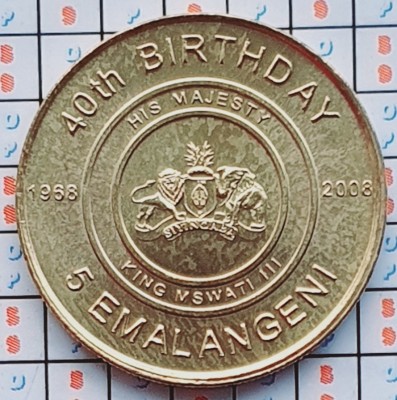 40th BIRTHDAY
HIS MAJESTY
1968
2008
SIYINQABA
KING MSWATI III
5 EMALANGENI